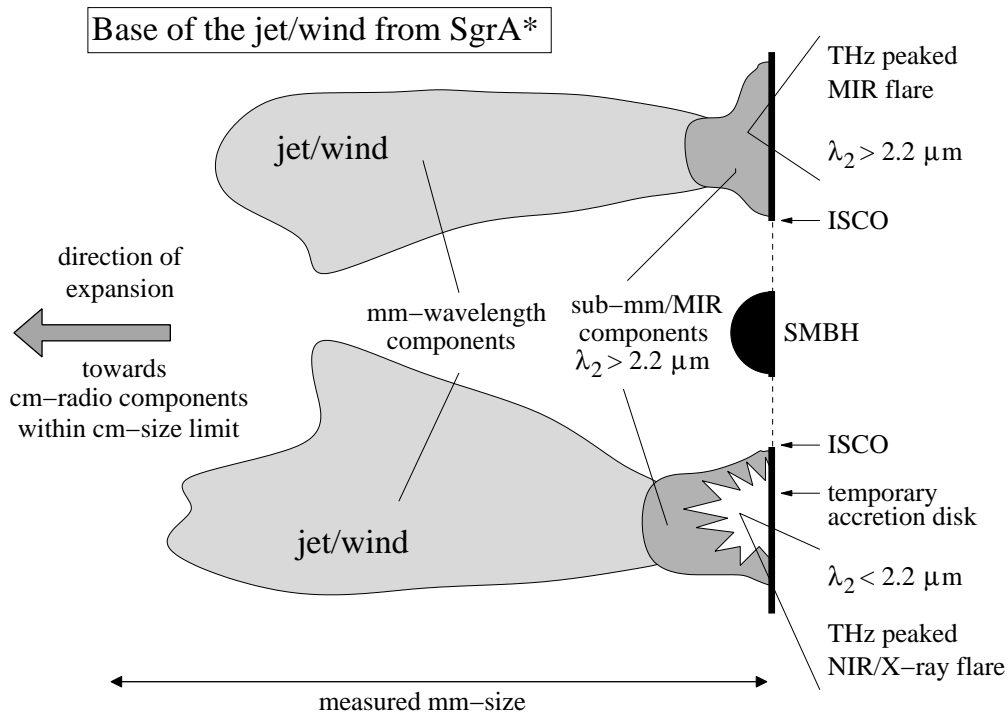 Base of the jet/wind from SgrA*
THz peaked
MIR flare
λ2 > 2.2 μm
ISCO
jet/wind
direction of
expansion
towards
cm−radio components
within cm−size limit
mm−wavelength
components
sub−mm/MIR
components
λ2 > 2.2 μm
SMBH
ISCO
temporary
accretion disk
λ2 < 2.2 μm
THz peaked
NIR/X−ray flare
jet/wind
measured mm−size